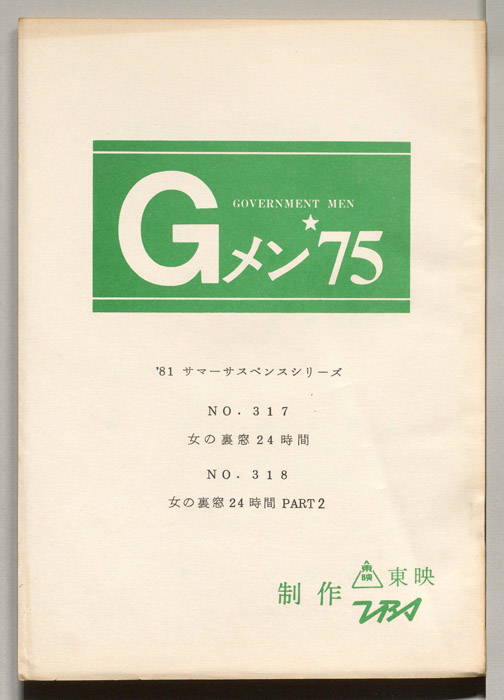 GOVERNMENT MEN
Gメン★'75
'81 サマーサスペンスシリーズ
NO. 317
女の裏窓24時間
NO. 318
女の裏窓24時間 PART2
制作 東映 東映
TBS